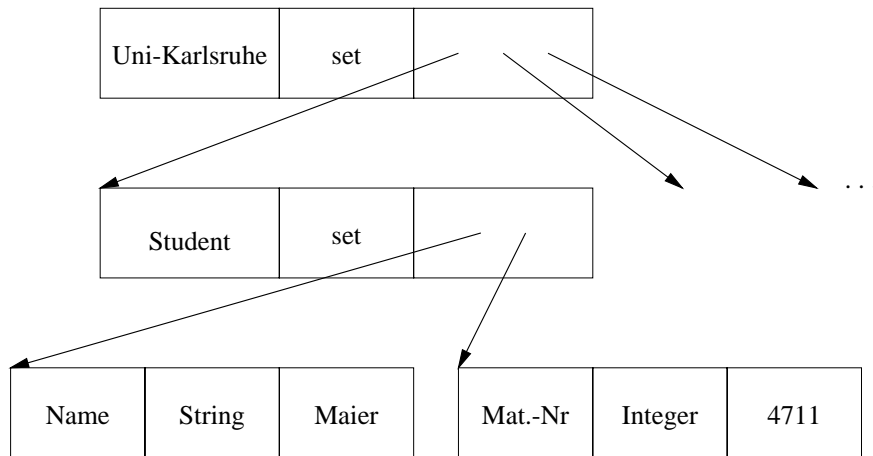 Uni-Karlsruhe set
. .
Student set
Name String Maier Mat.-Nr Integer 4711